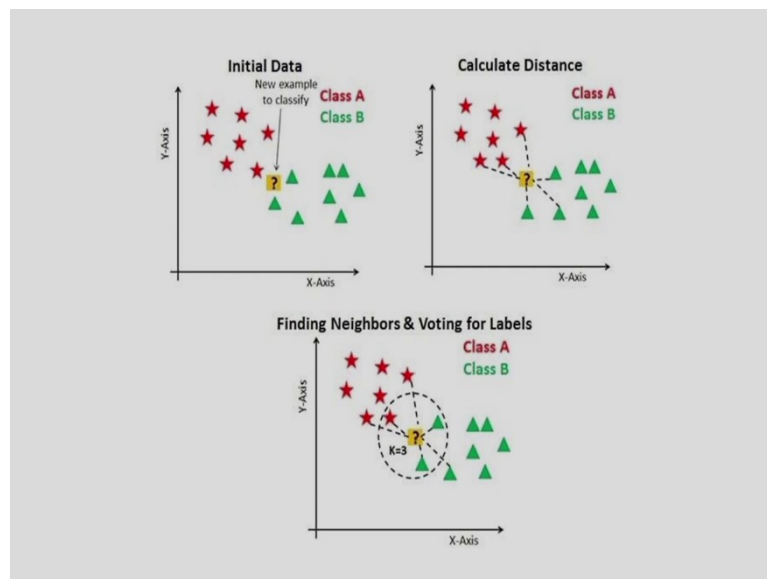 Initial Data
New example
to classify
Class A
Class B
?
Y-Axis
X-Axis
Calculate Distance
Class A
Class B
?
Y-Axis
X-Axis
Finding Neighbors & Voting for Labels
Class A
Class B
?
K=3
Y-Axis
X-Axis